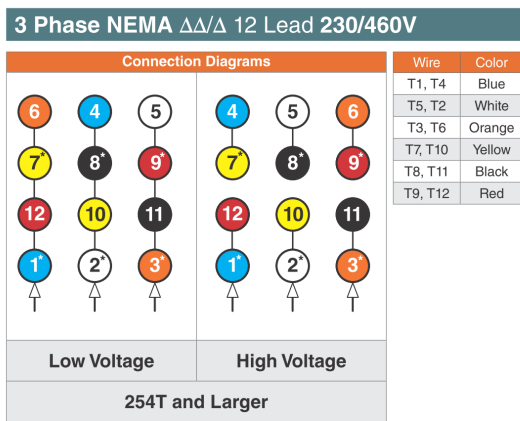 3 Phase NEMA ΔΔ/Δ 12 Lead 230/460V
Connection Diagrams
6 4 5 4 5 6
7* 8* 9* 7* 8* 9*
12 10 11 12 10 11
1* 2* 3* 1* 2* 3*
Low Voltage High Voltage
254T and Larger
Wire Color
T1, T4 Blue
T5, T2 White
T3, T6 Orange
T7, T10 Yellow
T8, T11 Black
T9, T12 Red